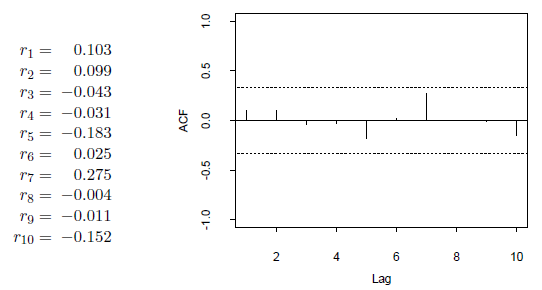 r1 = 0.103
r2 = 0.099
r3 = −0.043
r4 = −0.031
r5 = −0.183
r6 = 0.025
r7 = 0.275
r8 = −0.004
r9 = −0.011
r10 = −0.152
ACF
1.0
0.5
0.0
-0.5
-1.0
2 4 6 8 10
Lag